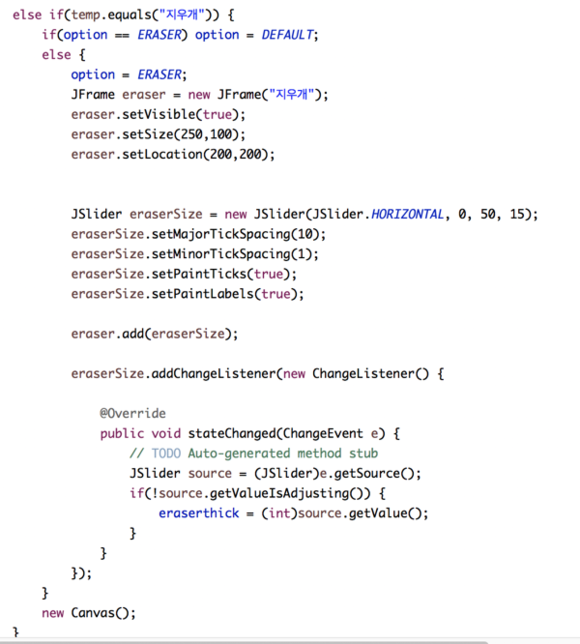 else if(temp.equals("지우개")) {
    if(option == ERASER) option = DEFAULT;
    else {
        option = ERASER;
        JFrame eraser = new JFrame("지우개");
        eraser.setVisible(true);
        eraser.setSize(250,100);
        eraser.setLocation(200,200);
        JSlider eraserSize = new JSlider(JSlider.HORIZONTAL, 0, 50, 15);
        eraserSize.setMajorTickSpacing(10);
        eraserSize.setMinorTickSpacing(1);
        eraserSize.setPaintTicks(true);
        eraserSize.setPaintLabels(true);
        eraser.add(eraserSize);
        eraserSize.addChangeListener(new ChangeListener() {
            @Override
            public void stateChanged(ChangeEvent e) {
                // TODO Auto-generated method stub
                JSlider source = (JSlider)e.getSource();
                if(!source.getValueIsAdjusting()) {
                    eraserthick = (int)source.getValue();
                }
            }
        });
    }
    new Canvas();
}